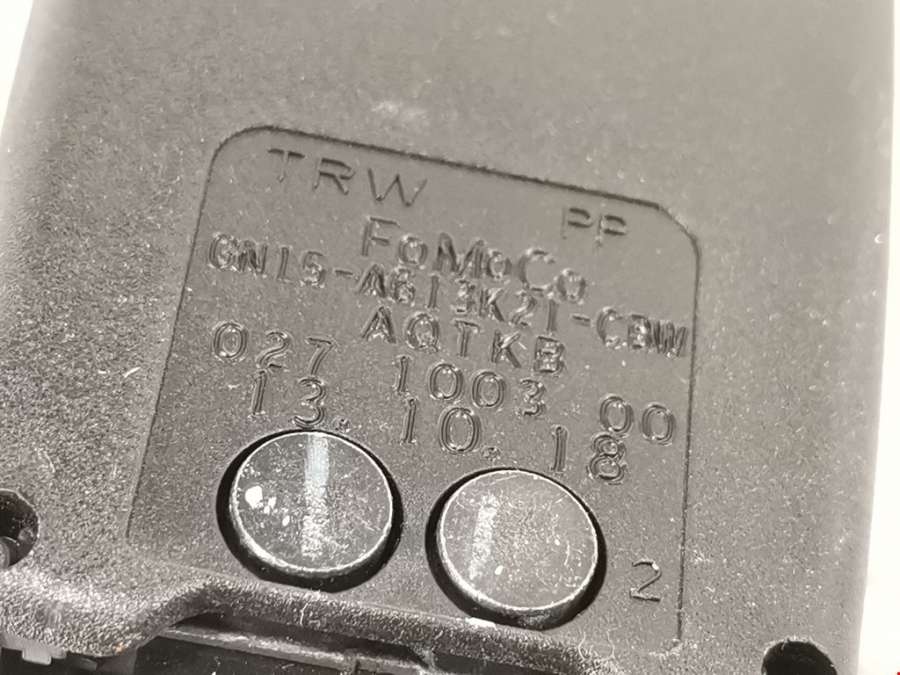 TRW
PP
FoMoCo
GN15-A613K21-CBW
AQTKB
027 1003 00
13. 10. 18
2